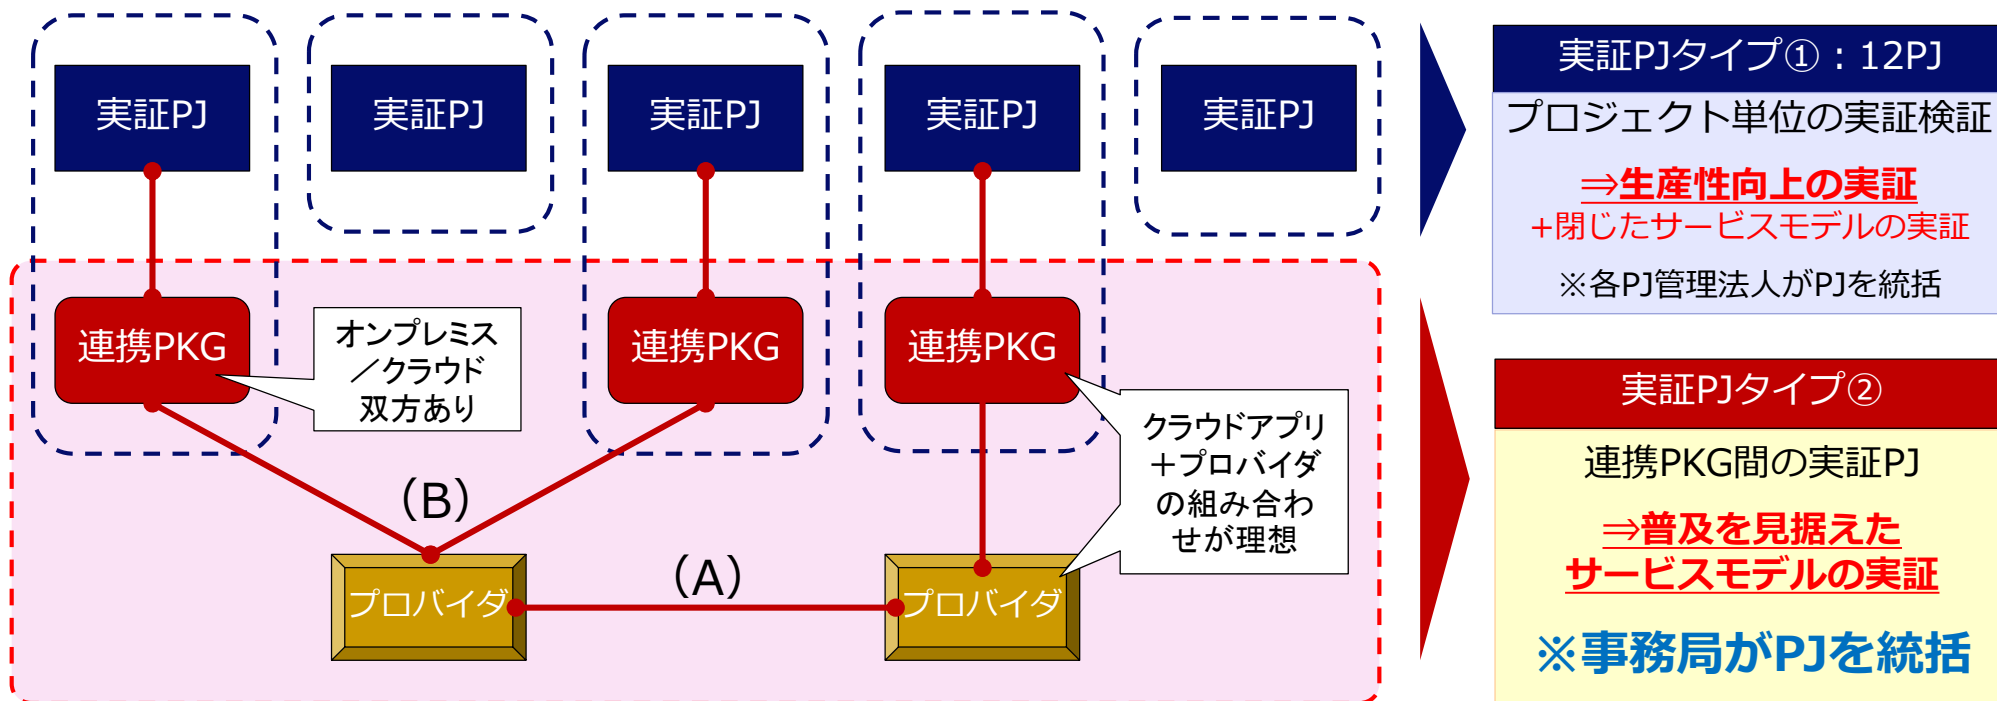 実証PJ
実証PJ
実証PJ
実証PJ
実証PJ
連携PKG
連携PKG
連携PKG
オンプレミス
／クラウド
双方あり
クラウドアプリ
＋プロバイダ
の組み合わ
せが理想
（B）
（A）
プロバイダ
プロバイダ
実証PJタイプ①：12PJ
プロジェクト単位の実証検証
⇒生産性向上の実証
+閉じたサービスモデルの実証
※各PJ管理法人がPJを統括
実証PJタイプ②
連携PKG間の実証PJ
⇒普及を見据えた
サービスモデルの実証
※事務局がPJを統括